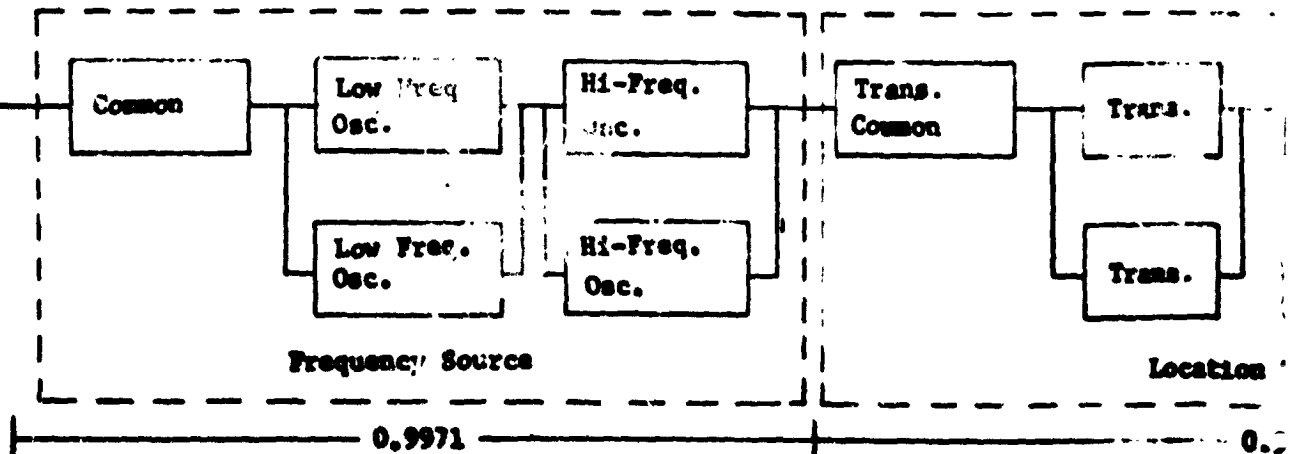 Common
Low Freq
Osc.
Hi-Freq.
Trans.
Common
Trans.
Low Freq.
Osc.
Hi-Freq.
Osc.
Trans.
Frequency Source
Location
0.9971